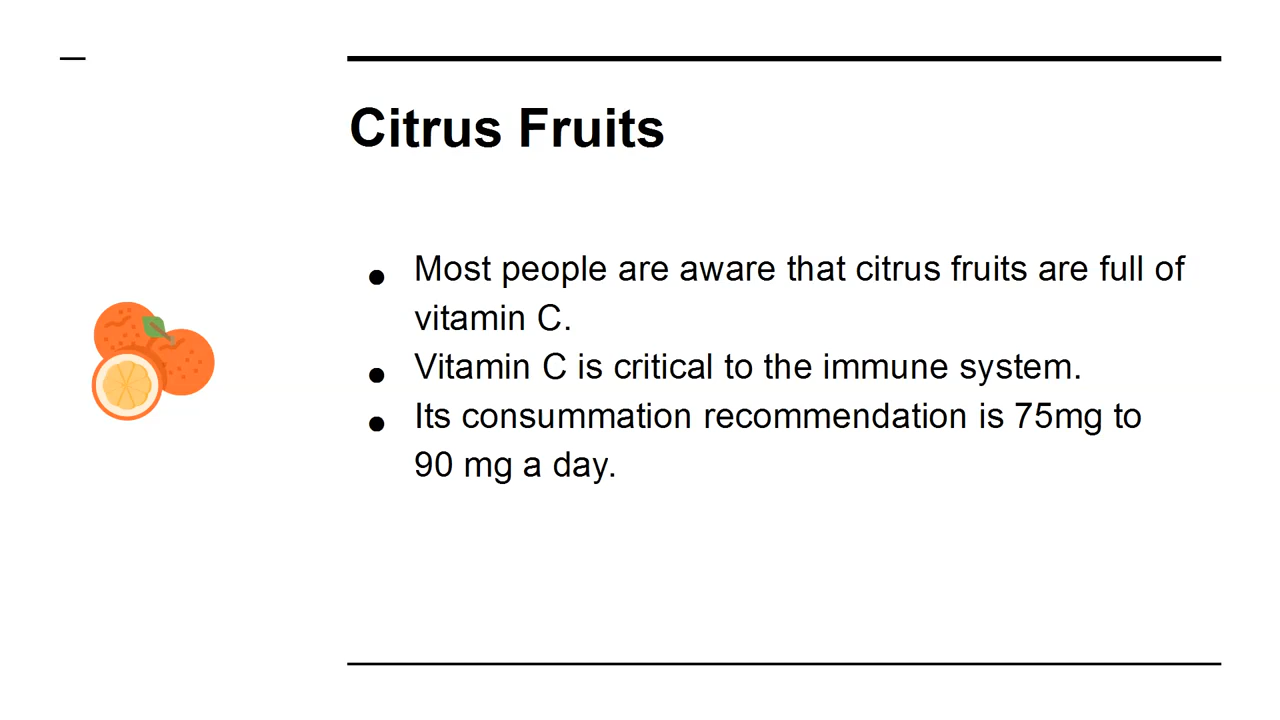 Citrus Fruits
● Most people are aware that citrus fruits are full of
vitamin C.
● Vitamin C is critical to the immune system.
● Its consummation recommendation is 75mg to
90 mg a day.